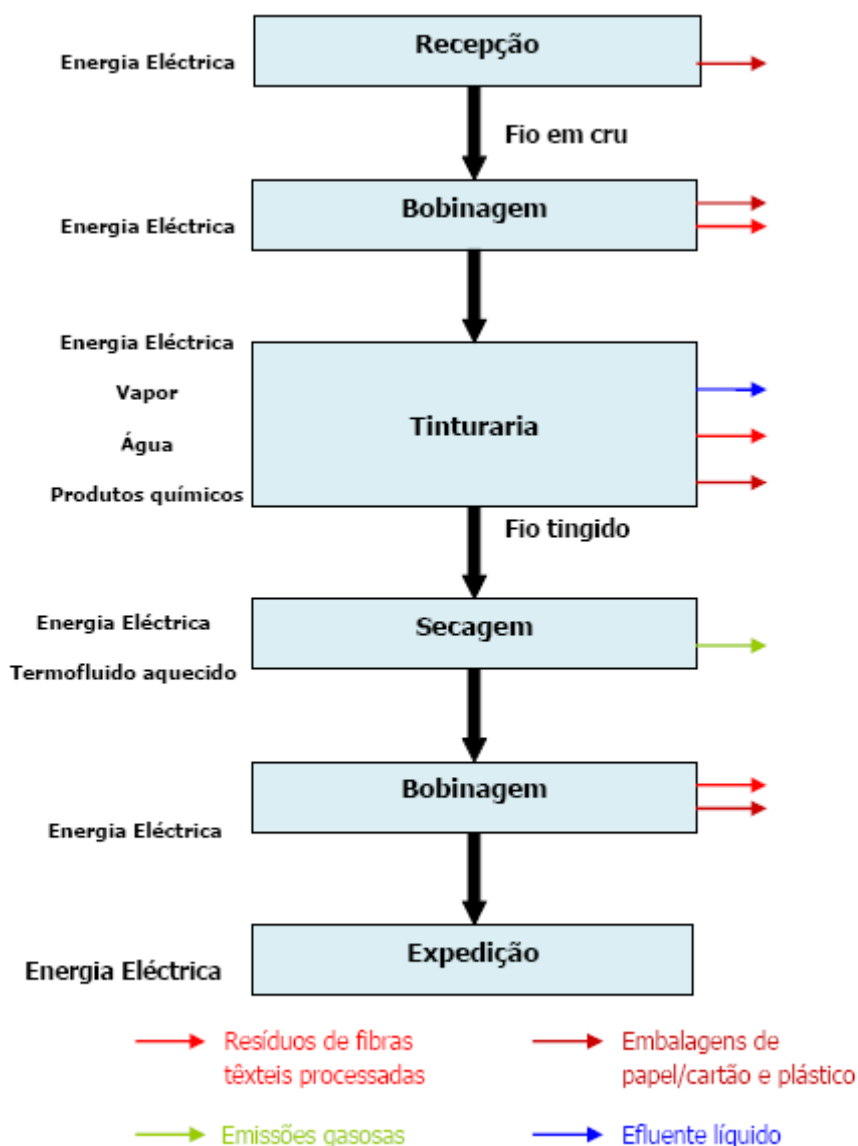 Recepção
Energia Eléctrica
Fio em cru
Bobinagem
Energia Eléctrica
Energia Eléctrica
Vapor
Água
Produtos químicos
Tinturaria
Fio tingido
Energia Eléctrica
Termofluido aquecido
Secagem
Bobinagem
Energia Eléctrica
Expedição
Energia Eléctrica
Resíduos de fibras
têxteis processadas
Embalagens de
papel/cartão e plástico
Emissões gasosas
Efluente líquido